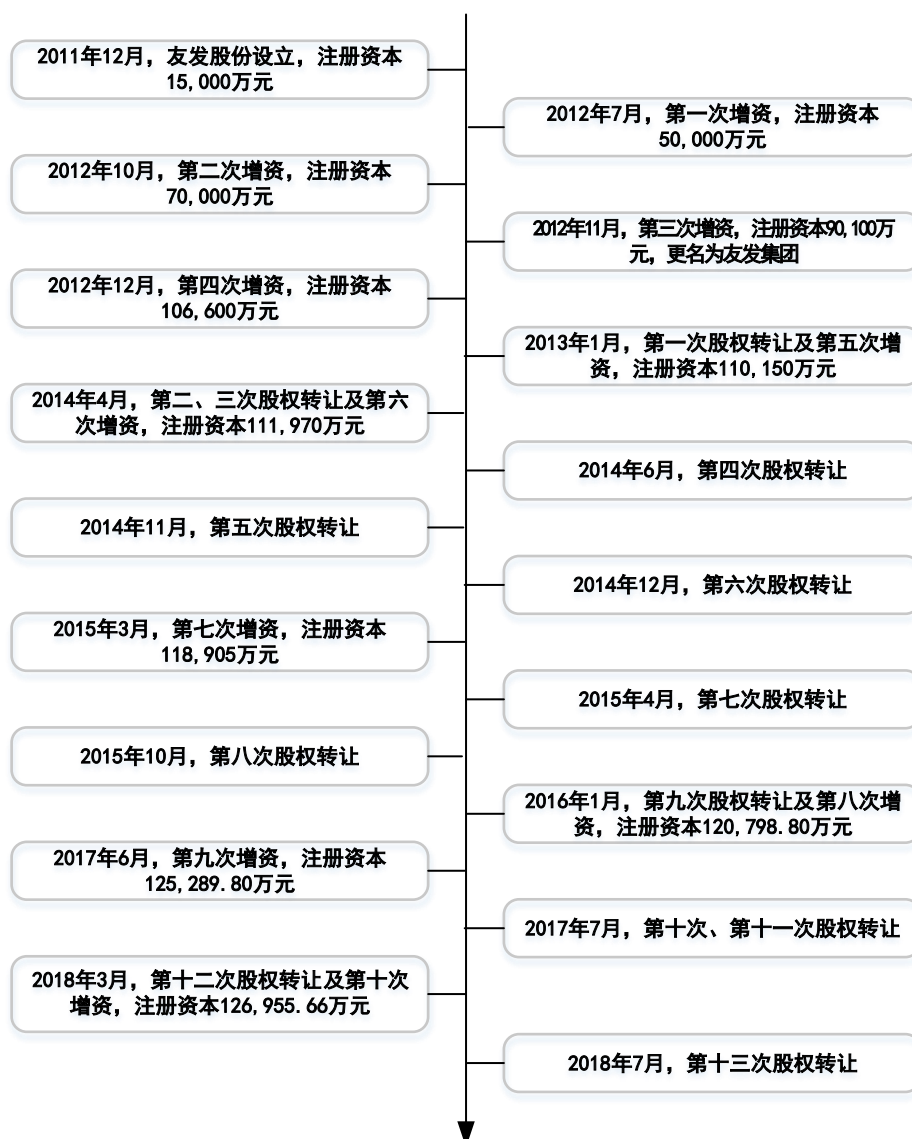 2011年12月，友发股份设立，注册资本
15,000万元
2012年7月，第一次增资，注册资本
50,000万元
2012年10月，第二次增资，注册资本
70,000万元
2012年11月，第三次增资，注册资本90,100万
元，更名为友发集团
2012年12月，第四次增资，注册资本
106,600万元
2013年1月，第一次股权转让及第五次增
资，注册资本110,150万元
2014年4月，第二、三次股权转让及第六
次增资，注册资本111,970万元
2014年6月，第四次股权转让
2014年11月，第五次股权转让
2014年12月，第六次股权转让
2015年3月，第七次增资，注册资本
118,905万元
2015年4月，第七次股权转让
2015年10月，第八次股权转让
2016年1月，第九次股权转让及第八次增
资，注册资本120,798.80万元
2017年6月，第九次增资，注册资本
125,289.80万元
2017年7月，第十次、第十一次股权转让
2018年3月，第十二次股权转让及第十次
增资，注册资本126,955.66万元
2018年7月，第十三次股权转让